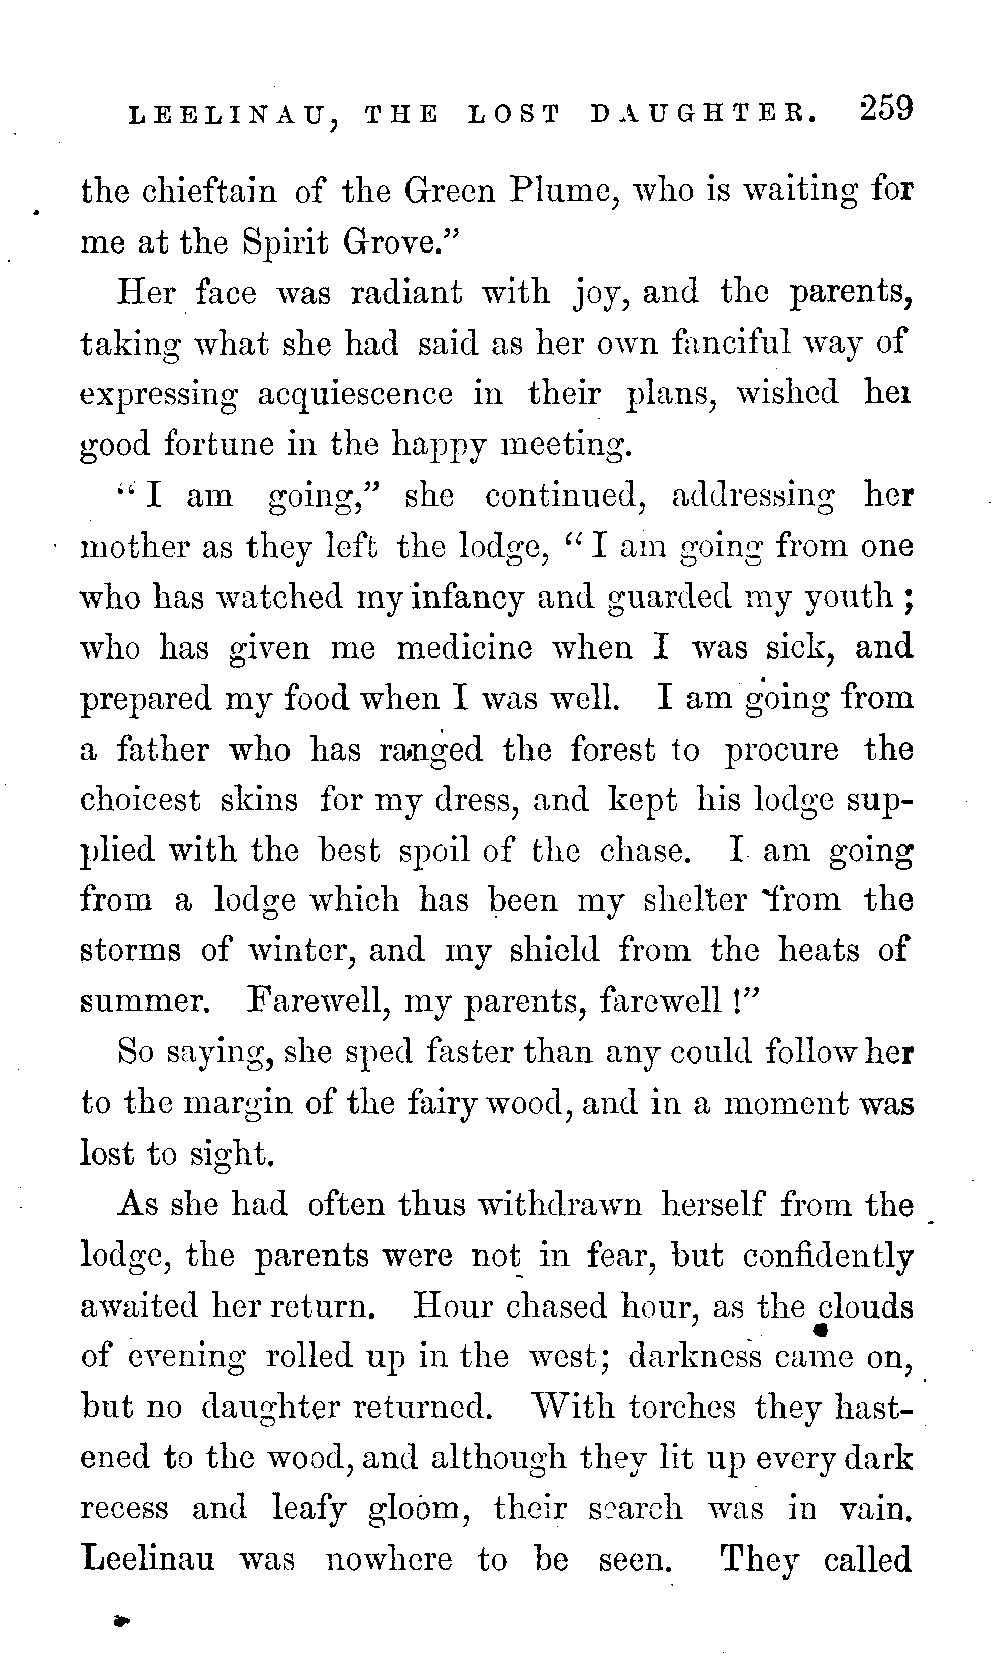 LEELINAU, THE LOST DAUGHTER. 259
the chieftain of the Green Plume, who is waiting for
me at the Spirit Grove.”
Her face was radiant with joy, and the parents,
taking what she had said as her own fanciful way of
expressing acquiescence in their plans, wished her
good fortune in the happy meeting.
“I am going,” she continued, addressing her
mother as they left the lodge, “I am going from one
who has watched my infancy and guarded my youth;
who has given me medicine when I was sick, and
prepared my food when I was well. I am going from
a father who has ranged the forest to procure the
choicest skins for my dress, and kept his lodge sup-
plied with the best spoil of the chase. I am going
from a lodge which has been my shelter from the
storms of winter, and my shield from the heats of
summer. Farewell, my parents, farewell!”
So saying, she sped faster than any could follow her
to the margin of the fairy wood, and in a moment was
lost to sight.
As she had often thus withdrawn herself from the
lodge, the parents were not in fear, but confidently
awaited her return. Hour chased hour, as the clouds
of evening rolled up in the west; darkness came on,
but no daughter returned. With torches they hast-
ened to the wood, and although they lit up every dark
recess and leafy gloom, their search was in vain.
Leelinau was nowhere to be seen. They called